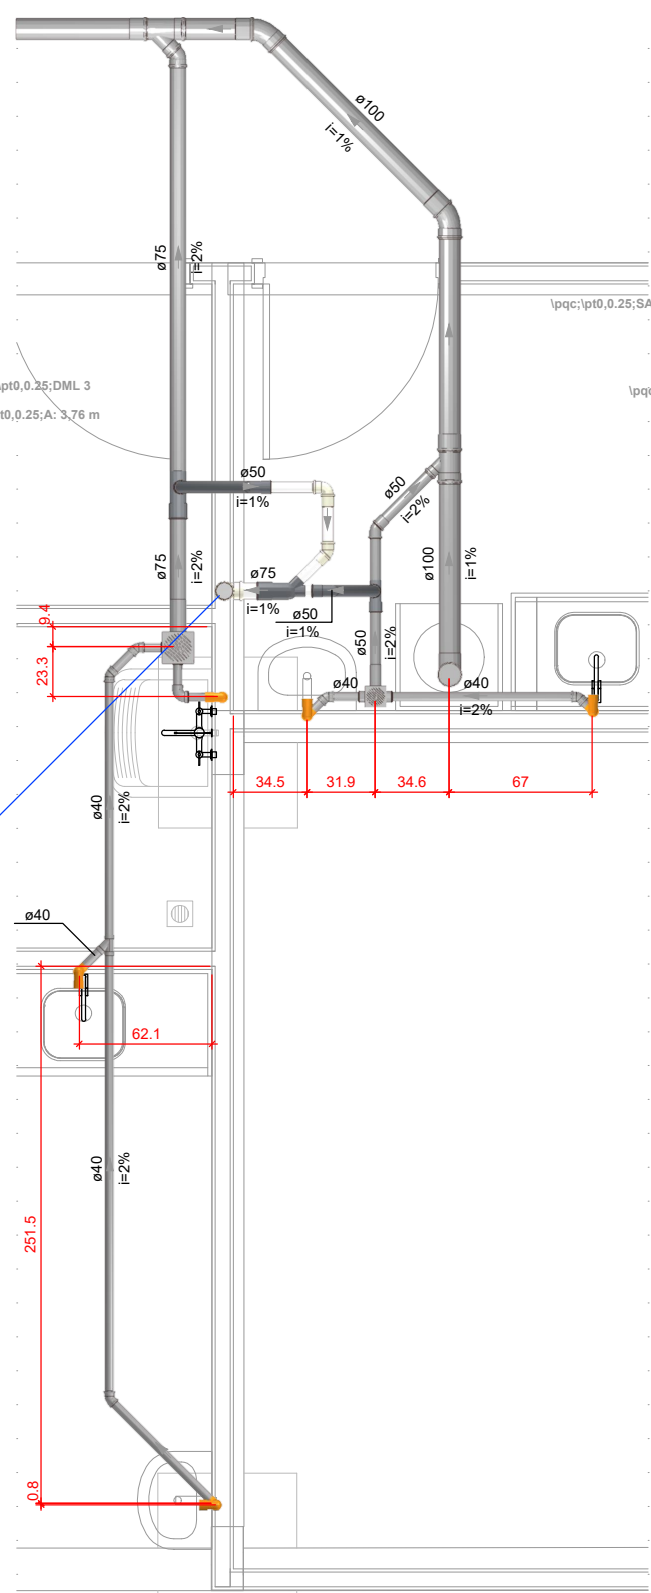 ø100
i=1%
ø75
i=2%
\pqc;\pt0,0.25;SA
pt0,0.25;DML 3
t0,0.25;A: 3,76 m
\pqc
ø50
i=1%
ø50
i=2%
ø75
i=2%
ø75
i=1%
ø100
i=1%
ø50
i=1%
9.4
ø50
i=2%
23.3
ø40
ø40
i=2%
34.5
31.9
34.6
67
ø40
i=2%
ø40
62.1
ø40
i=2%
251.5
0.8